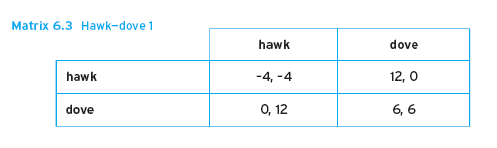 Matrix 6.3 Hawk–dove 1
hawk dove
hawk -4, -4 12, 0
dove 0, 12 6, 6